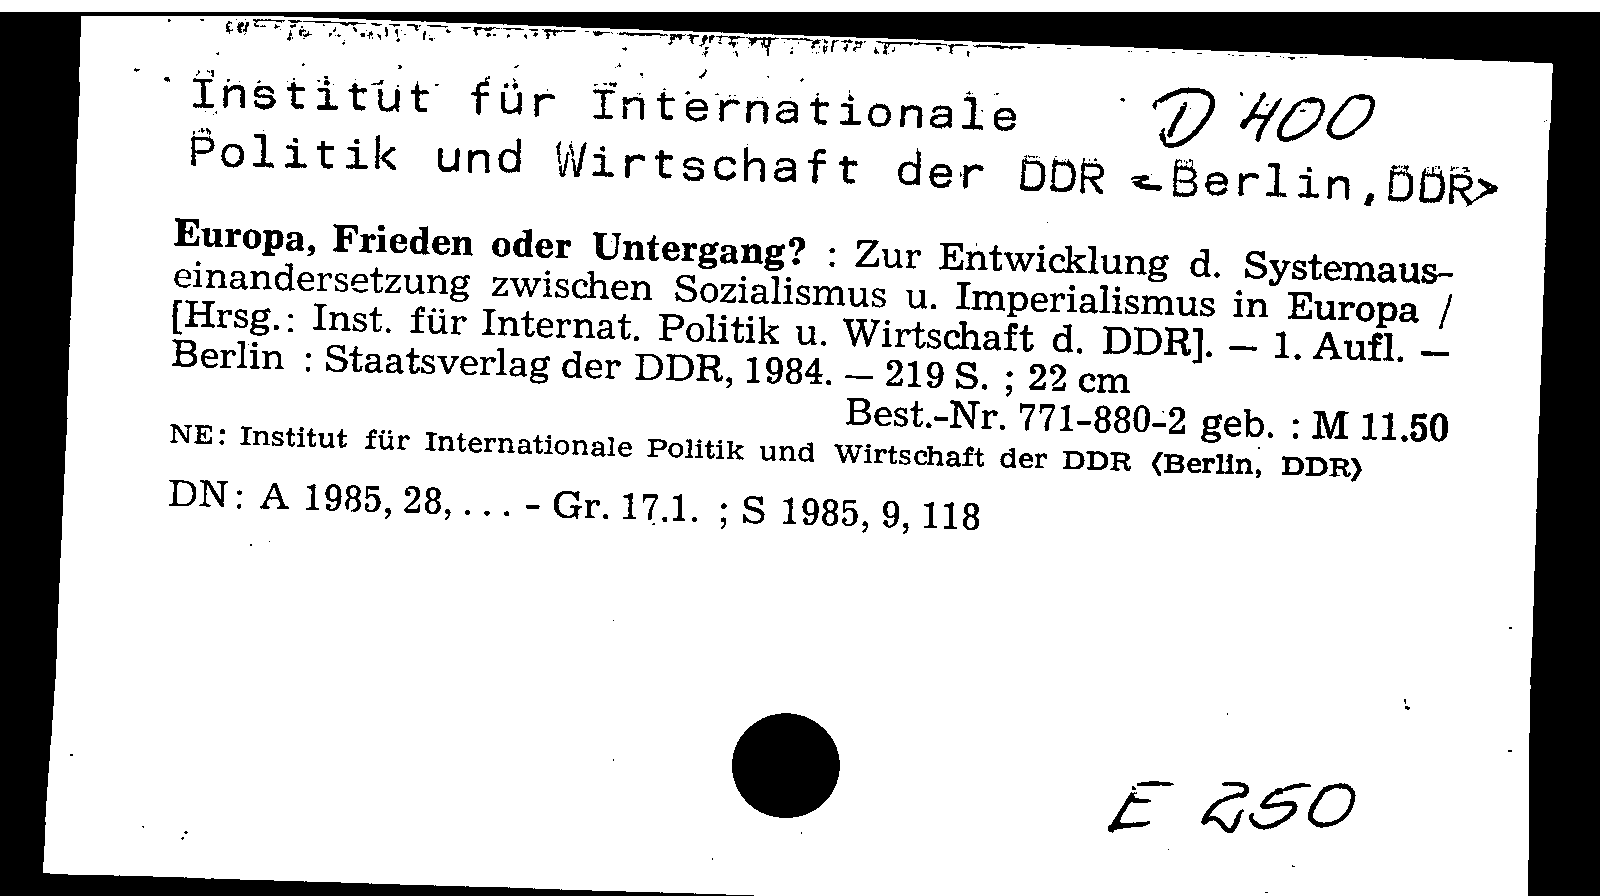 Institut für Internationale D 400
Politik und Wirtschaft der DDR <Berlin,DDR>
Europa, Frieden oder Untergang? : Zur Entwicklung d. Systemaus-
einandersetzung zwischen Sozialismus u. Imperialismus in Europa /
[Hrsg.: Inst. für Internat. Politik u. Wirtschaft d. DDR]. — 1. Aufl. —
Berlin : Staatsverlag der DDR, 1984. — 219 S. ; 22 cm
Best.-Nr. 771-880-2 geb. : M 11.50
NE: Institut für Internationale Politik und Wirtschaft der DDR ⟨Berlin, DDR⟩
DN: A 1985, 28, . . . - Gr. 17.1. ; S 1985, 9, 118
E 250